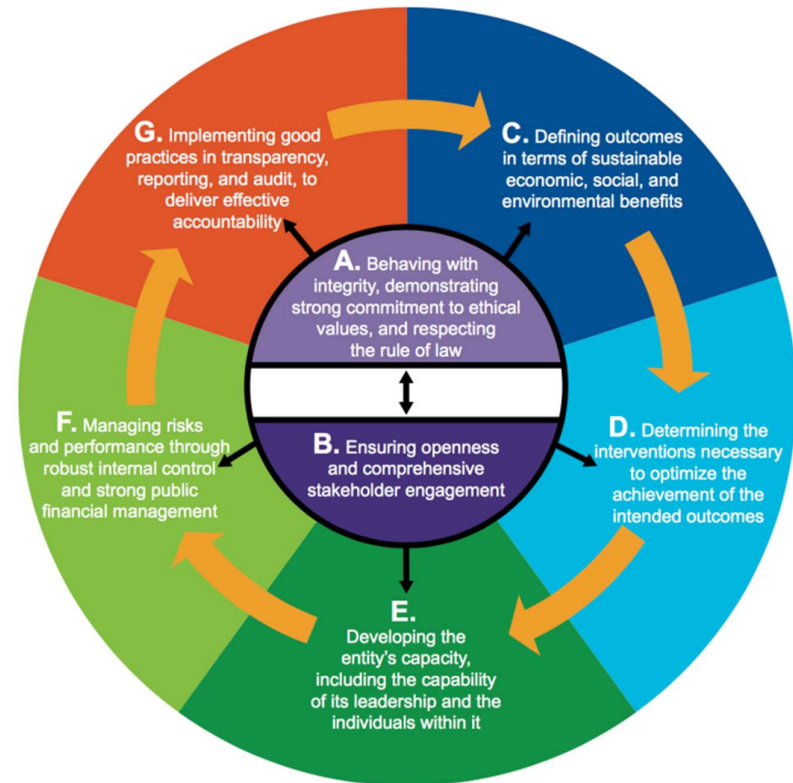 A. Behaving with
integrity, demonstrating
strong commitment to ethical
values, and respecting
the rule of law
B. Ensuring openness
and comprehensive
stakeholder engagement
C. Defining outcomes
in terms of sustainable
economic, social, and
environmental benefits
D. Determining the
interventions necessary
to optimize the
achievement of the
intended outcomes
E.
Developing the
entity's capacity,
including the capability
of its leadership and the
individuals within it
F. Managing risks
and performance through
robust internal control
and strong public
financial management
G. Implementing good
practices in transparency,
reporting, and audit, to
deliver effective
accountability